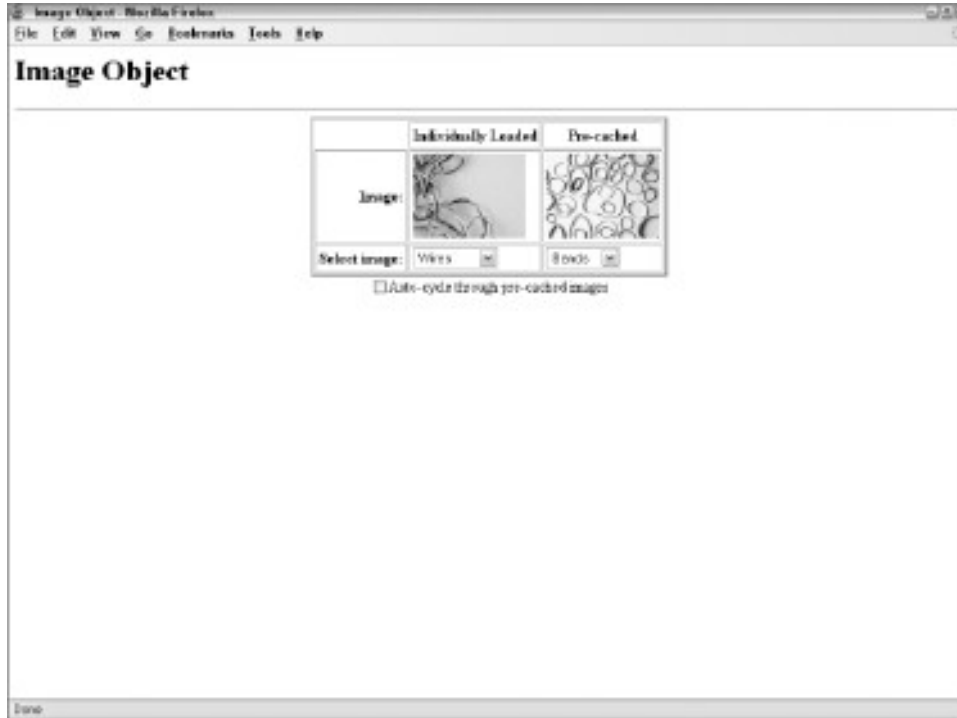 Image Object - Mozilla Firefox
File Edit View Go Bookmarks Tools Help
Image Object
Individually Loaded Pre-cached
Image:
Select image: Wires Bands
Auto-cycle through pre-cached images
Done